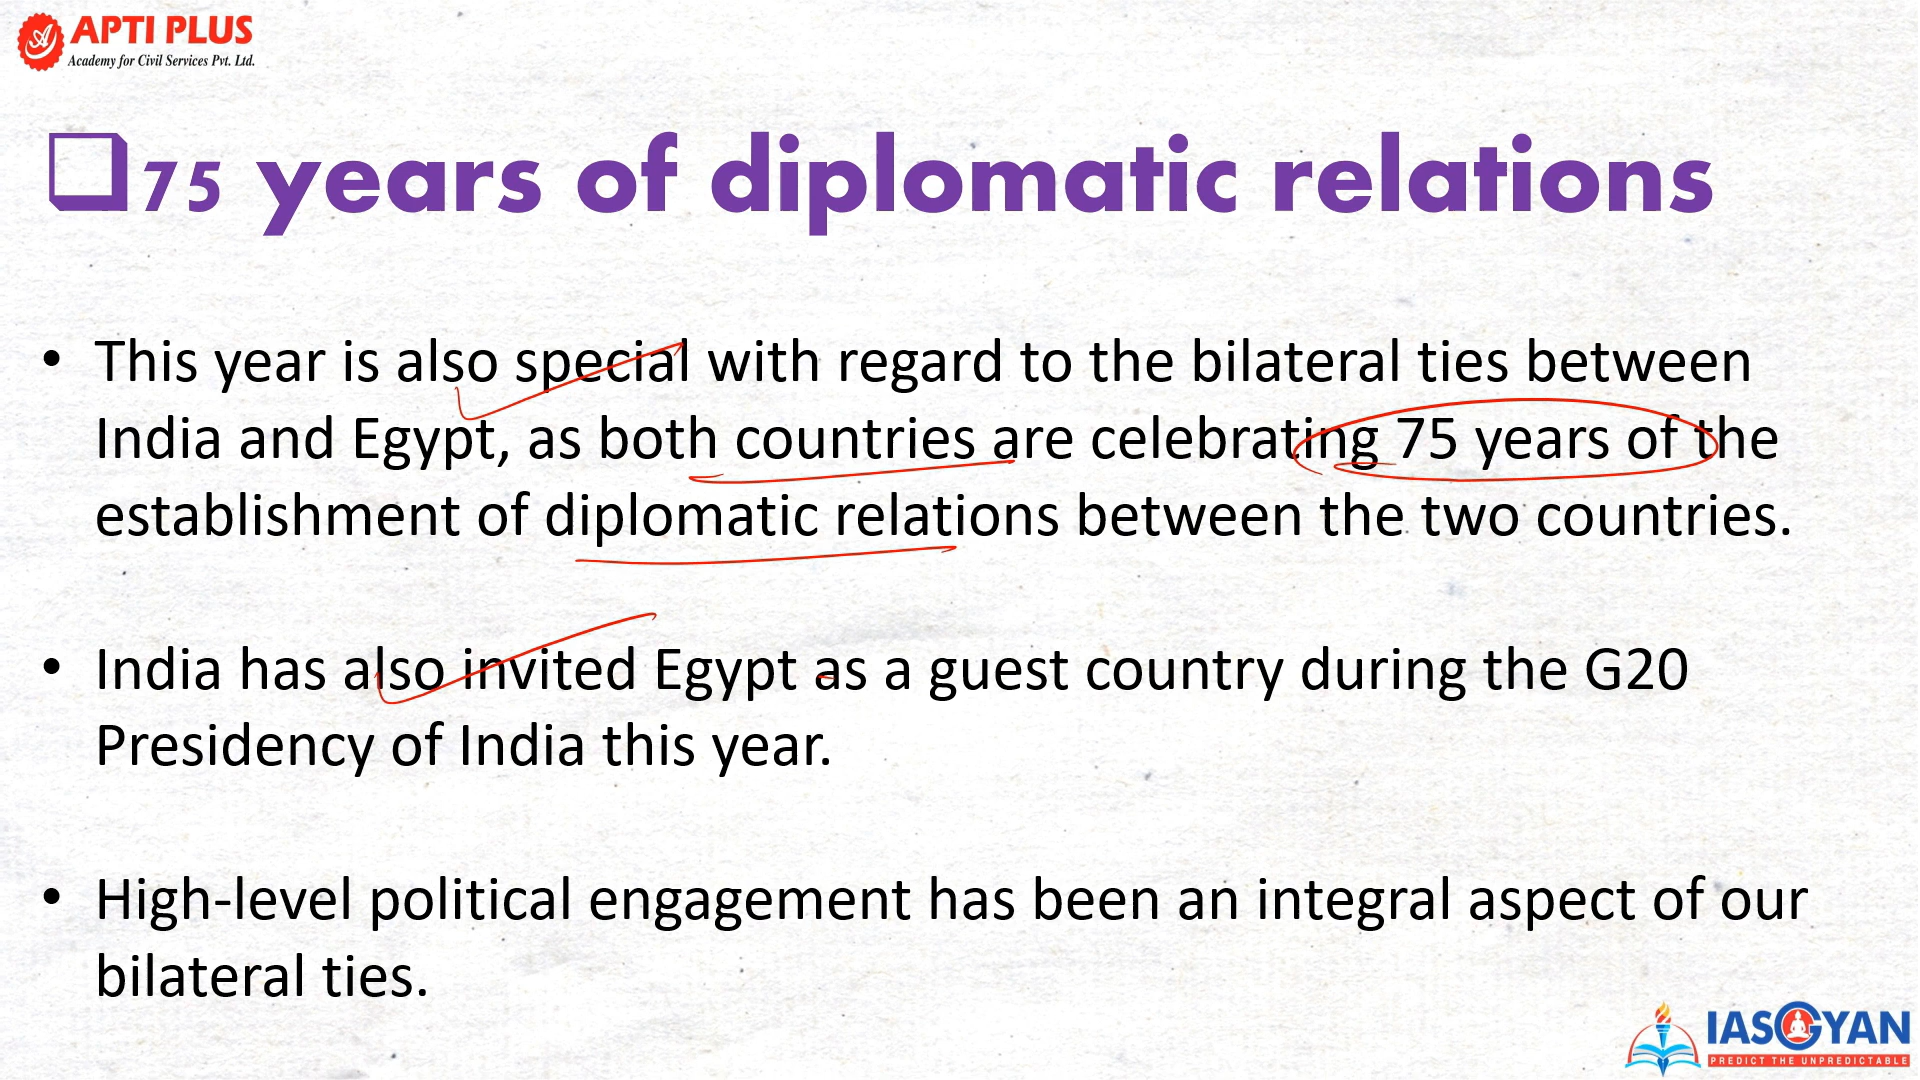 APTI PLUS
Academy for Civil Services Pvt. Ltd.
75 years of diplomatic relations
• This year is also special with regard to the bilateral ties between
India and Egypt, as both countries are celebrating 75 years of the
establishment of diplomatic relations between the two countries.
• India has also invited Egypt as a guest country during the G20
Presidency of India this year.
• High-level political engagement has been an integral aspect of our
bilateral ties.
IASGYAN
PREDICT THE UNPREDICTABLE